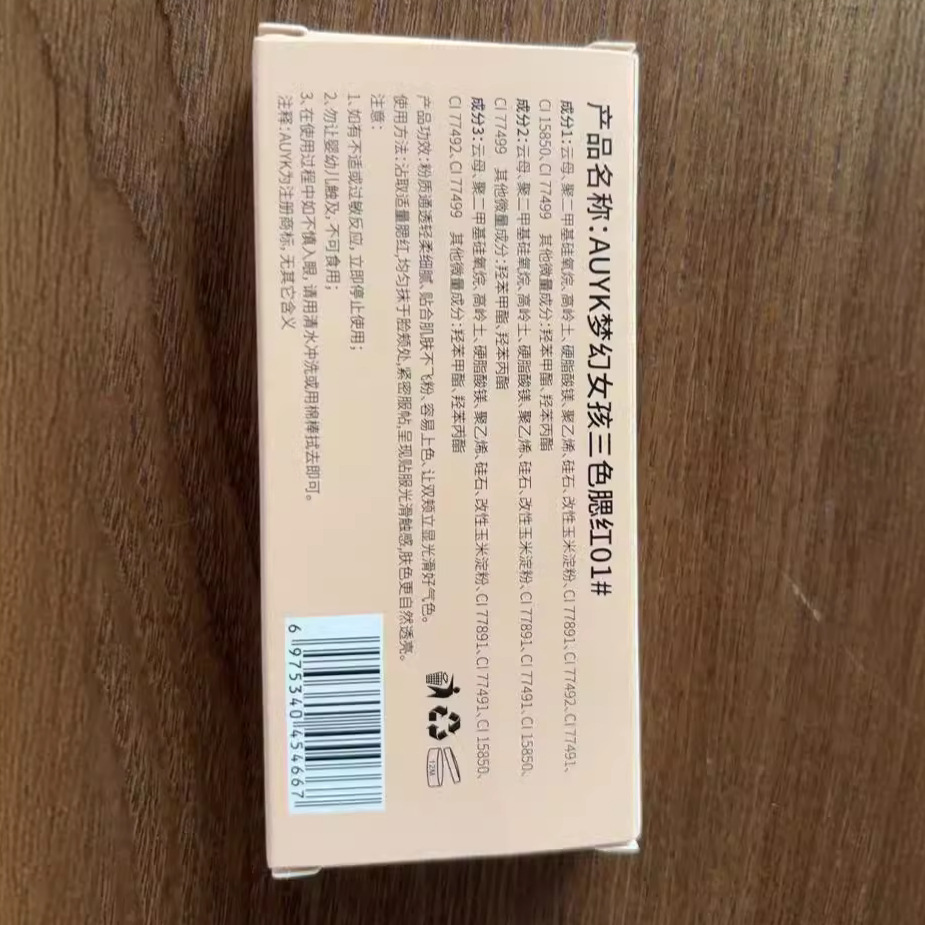 产品名称：AUYK梦幻女孩三色腮红01#
成分1：云母、聚二甲基硅氧烷、高岭土、硬脂酸镁、聚乙烯、硅石、改性玉米淀粉、CI 77891、CI 77492、CI 77491、
CI 15850、CI 77499 其他微量成分：羟苯甲酯、羟苯丙酯
成分2：云母、聚二甲基硅氧烷、高岭土、硬脂酸镁、聚乙烯、硅石、改性玉米淀粉、CI 77891、CI 77491、CI 15850、
CI 77499 其他微量成分：羟苯甲酯、羟苯丙酯
成分3：云母、聚二甲基硅氧烷、高岭土、硬脂酸镁、聚乙烯、硅石、改性玉米淀粉、CI 77891、CI 77491、CI 15850、
CI 77492、CI 77499 其他微量成分：羟苯甲酯、羟苯丙酯
产品功效：粉质通透轻柔细腻、贴合肌肤不飞粉、容易上色、让双颊立显光滑好气色。
使用方法：沾取适量腮红，均匀抹于脸颊处，紧密服帖，呈现贴服光滑触感，肤色更自然透亮。
注意：
1、如有不适或过敏反应，立即停止使用；
2、勿让婴幼儿触及，不可食用；
3、在使用过程中如不慎入眼，请用清水冲洗或用棉棒拭去即可。
注释：AUYK为注册商标，无其它含义
12M
6 975340 454667